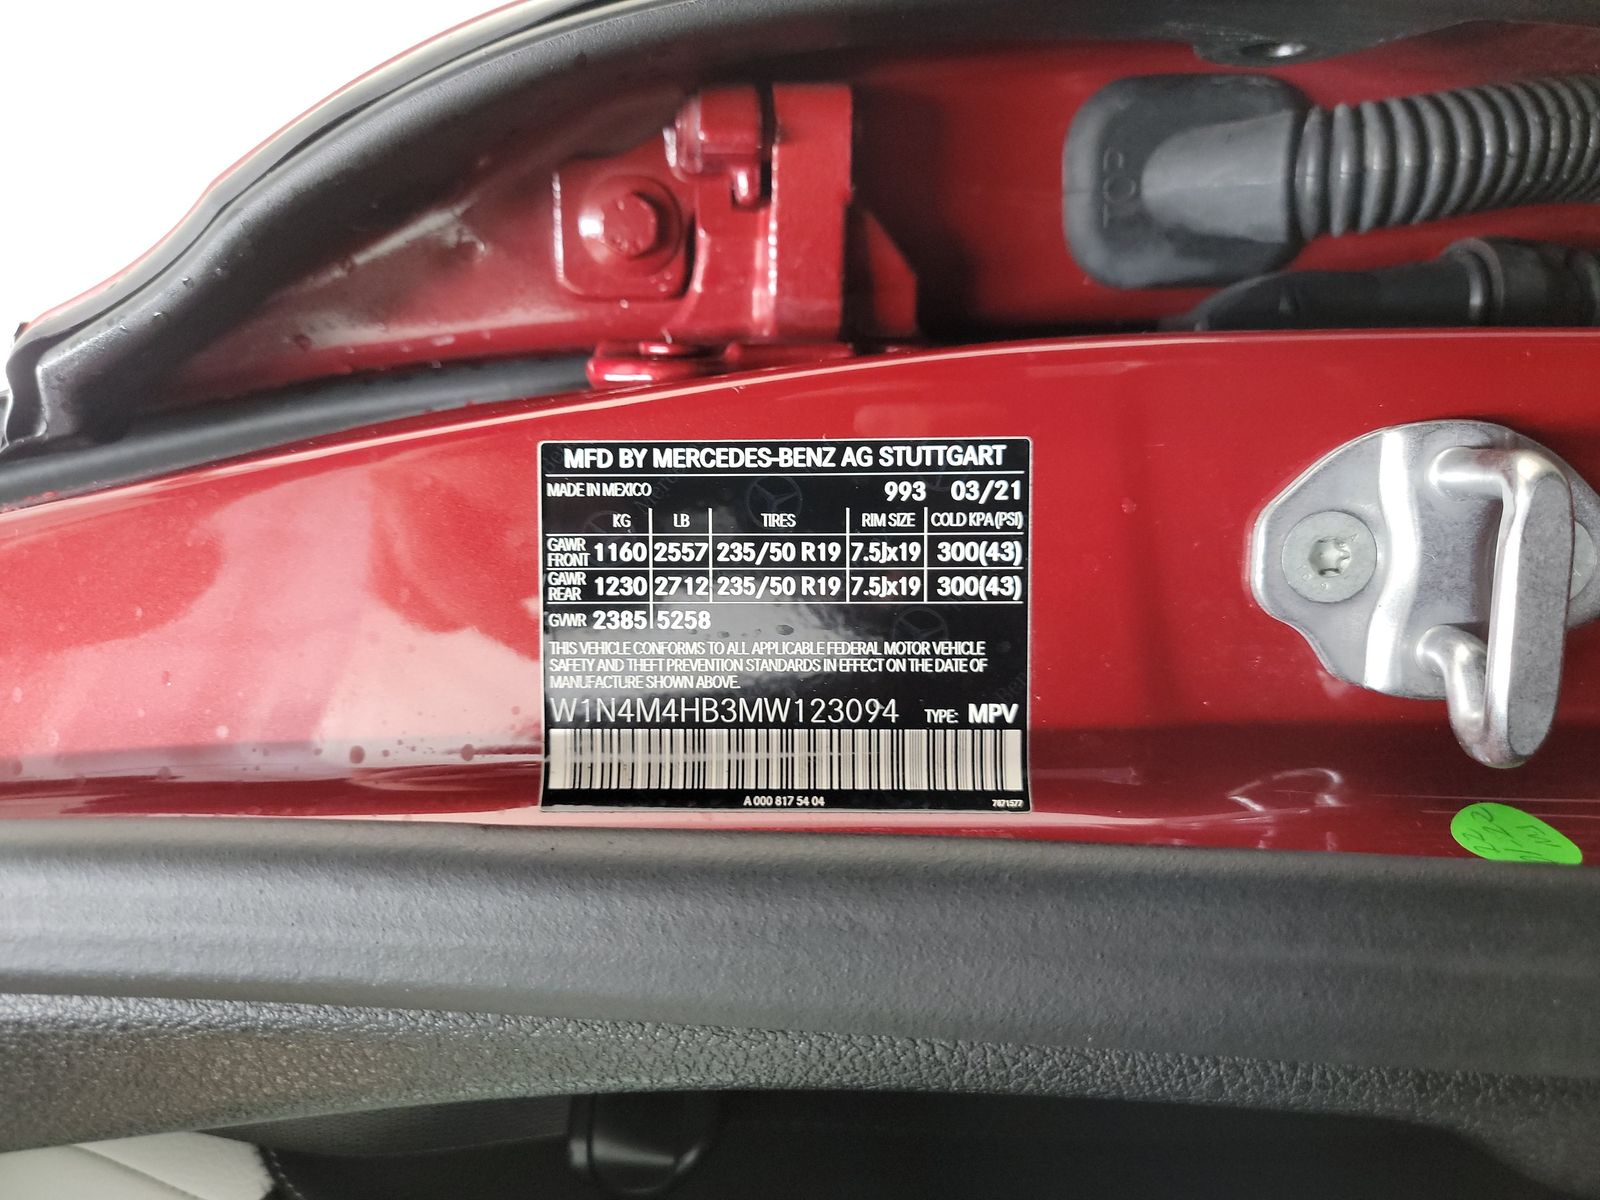 TOP
MFD BY MERCEDES-BENZ AG STUTTGART
MADE IN MEXICO 993 03/21
KG LB TIRES RIM SIZE COLD KPA(PSI)
GAWR FRONT 1160 2557 235/50 R19 7.5Jx19 300(43)
GAWR REAR 1230 2712 235/50 R19 7.5Jx19 300(43)
GVWR 2385 5258
THIS VEHICLE CONFORMS TO ALL APPLICABLE FEDERAL MOTOR VEHICLE
SAFETY AND THEFT PREVENTION STANDARDS IN EFFECT ON THE DATE OF
MANUFACTURE SHOWN ABOVE.
W1N4M4HB3MW123094 TYPE: MPV
A 000 817 54 04 7871577